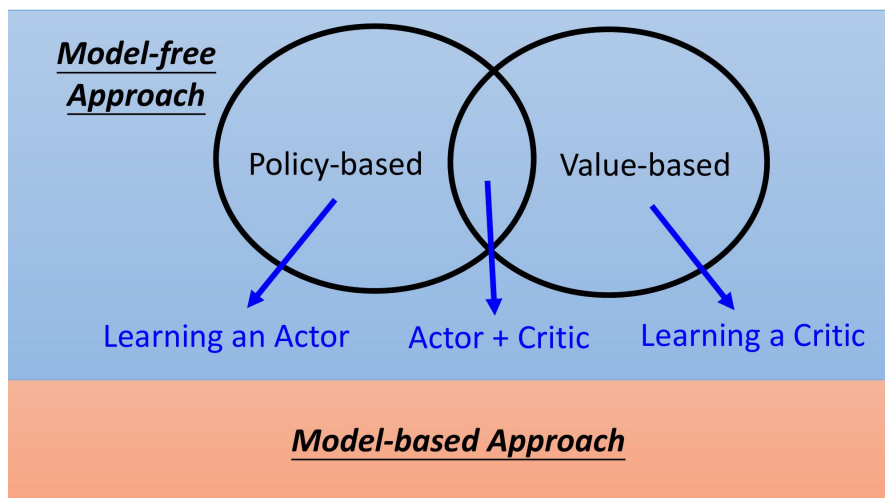 Model-free
Approach
Policy-based
Value-based
Learning an Actor
Actor + Critic
Learning a Critic
Model-based Approach